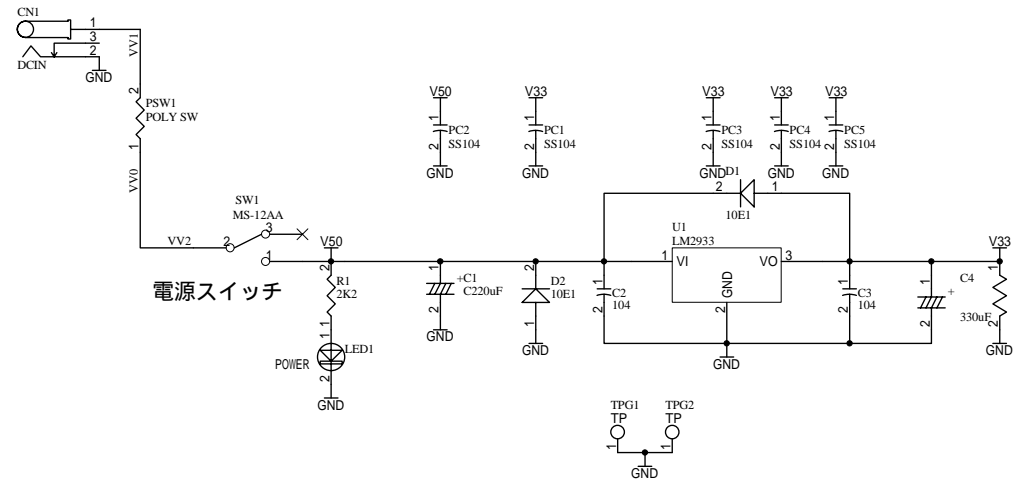 CN1
1
3
2
DCIN
GND
VV1
2
PSW1
POLY SW
1
VV0
VV2
SW1
MS-12AA
2
3
1
電源スイッチ
V50
2
R1
2K2
1
1
LED1
POWER
2
GND
V50
1
PC2
SS104
2
GND
V33
1
PC1
SS104
2
GND
V33
1
PC3
SS104
2
GND
V33
1
PC4
SS104
2
GND
V33
1
PC5
SS104
2
GND
D1
2
1
10E1
1
+C1
C220uF
2
GND
2
D2
10E1
1
GND
1
C2
104
2
U1
LM2933
1
VI
VO
3
GND
2
GND
1
C3
104
2
1
+
C4
330uF
2
V33
1
2
GND
TPG1
TP
1
TPG2
TP
1
GND